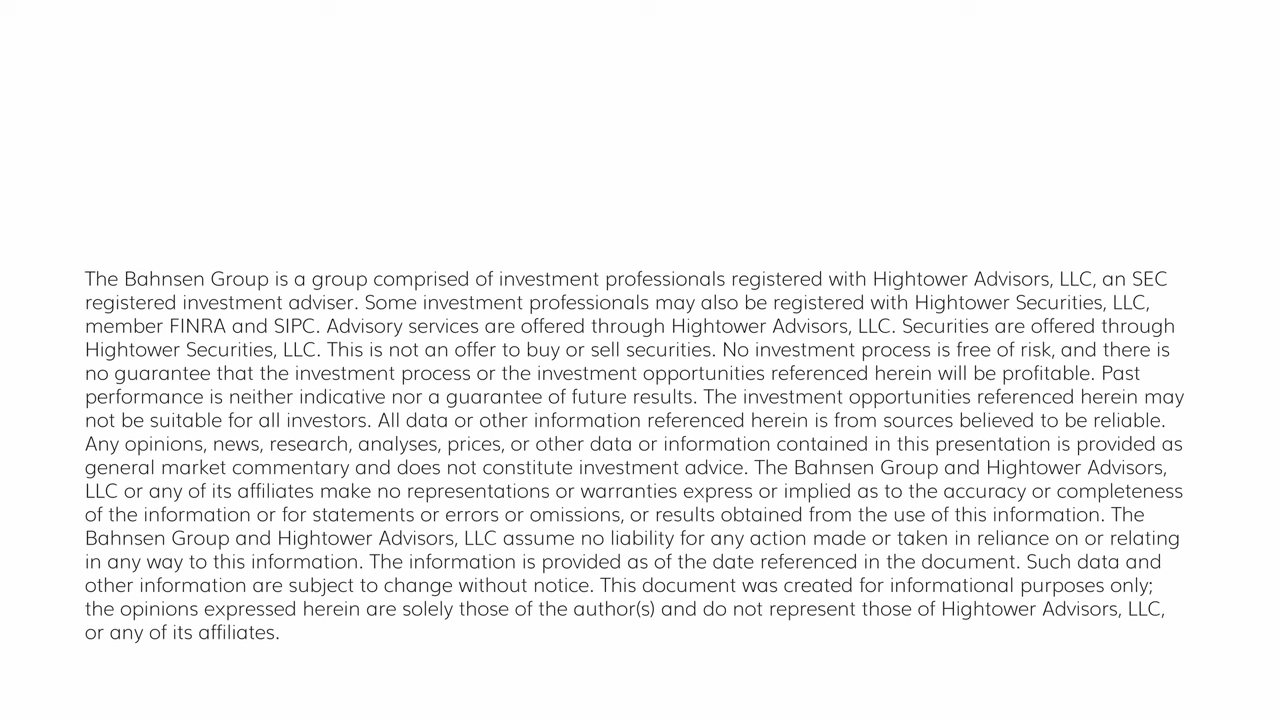 The Bahnsen Group is a group comprised of investment professionals registered with Hightower Advisors, LLC, an SEC
registered investment adviser. Some investment professionals may also be registered with Hightower Securities, LLC,
member FINRA and SIPC. Advisory services are offered through Hightower Advisors, LLC. Securities are offered through
Hightower Securities, LLC. This is not an offer to buy or sell securities. No investment process is free of risk, and there is
no guarantee that the investment process or the investment opportunities referenced herein will be profitable. Past
performance is neither indicative nor a guarantee of future results. The investment opportunities referenced herein may
not be suitable for all investors. All data or other information referenced herein is from sources believed to be reliable.
Any opinions, news, research, analyses, prices, or other data or information contained in this presentation is provided as
general market commentary and does not constitute investment advice. The Bahnsen Group and Hightower Advisors,
LLC or any of its affiliates make no representations or warranties express or implied as to the accuracy or completeness
of the information or for statements or errors or omissions, or results obtained from the use of this information. The
Bahnsen Group and Hightower Advisors, LLC assume no liability for any action made or taken in reliance on or relating
in any way to this information. The information is provided as of the date referenced in the document. Such data and
other information are subject to change without notice. This document was created for informational purposes only;
the opinions expressed herein are solely those of the author(s) and do not represent those of Hightower Advisors, LLC,
or any of its affiliates.